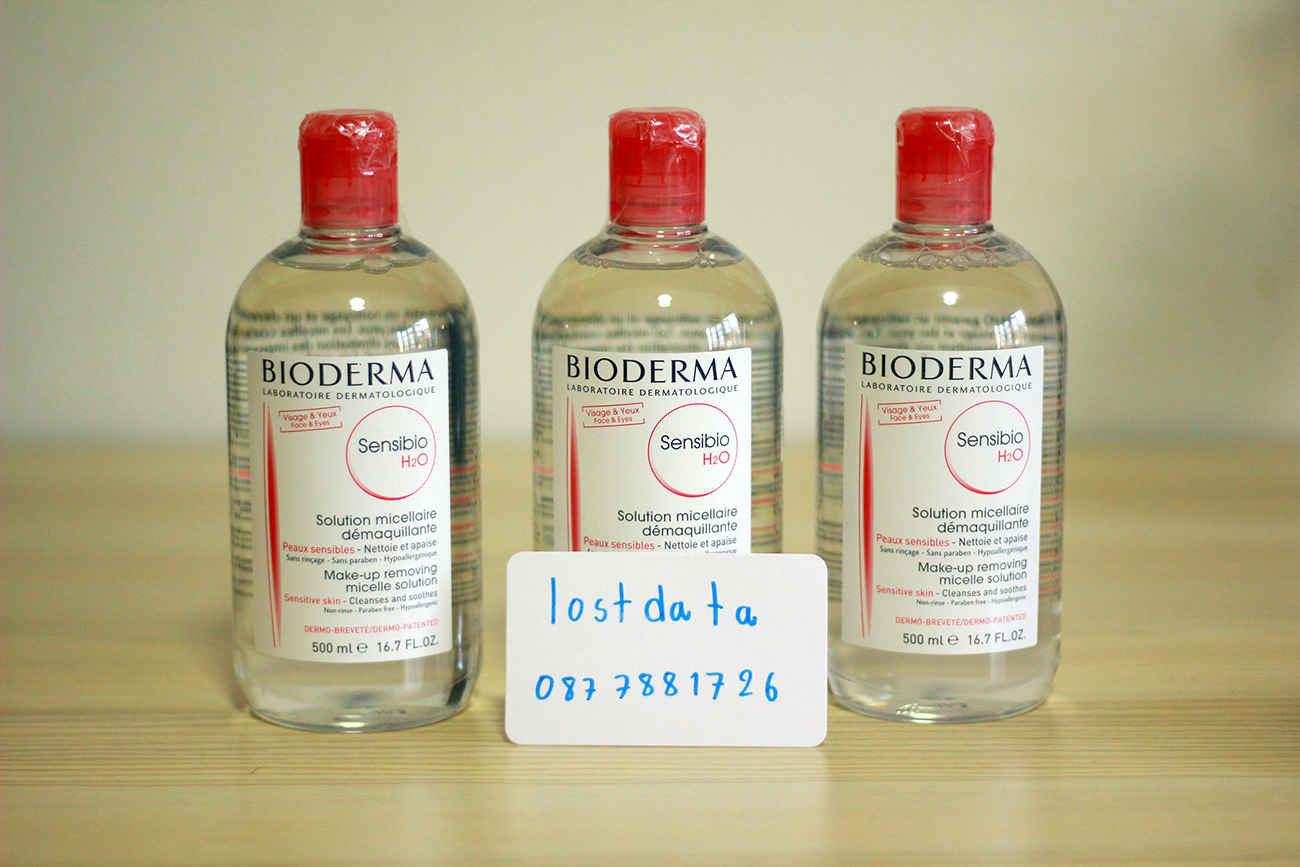 BIODERMA
LABORATOIRE DERMATOLOGIQUE
Visage & Yeux
Face & Eyes
Sensibio
H2O
Solution micellaire
démaquillante
Peaux sensibles - Nettoie et apaise
Sans rinçage - Sans paraben - Hypoallergénique
Make-up removing
micelle solution
Sensitive skin - Cleanses and soothes
Non-rinse - Paraben free - Hypoallergenic
DERMO-BREVETÉ/DERMO-PATENTED
500 ml e 16.7 FL.OZ.
BIODERMA
LABORATOIRE DERMATOLOGIQUE
Visage & Yeux
Face & Eyes
Sensibio
H2O
Solution micellaire
démaquillante
Peaux sensibles - Nettoie et apaise
BIODERMA
LABORATOIRE DERMATOLOGIQUE
Visage & Yeux
Face & Eyes
Sensibio
H2O
Solution micellaire
démaquillante
Peaux sensibles - Nettoie et apaise
Sans rinçage - Sans paraben - Hypoallergénique
Make-up removing
micelle solution
Sensitive skin - Cleanses and soothes
Non-rinse - Paraben free - Hypoallergenic
DERMO-BREVETÉ/DERMO-PATENTED
500 ml e 16.7 FL.OZ.
lostdata
087 7881726